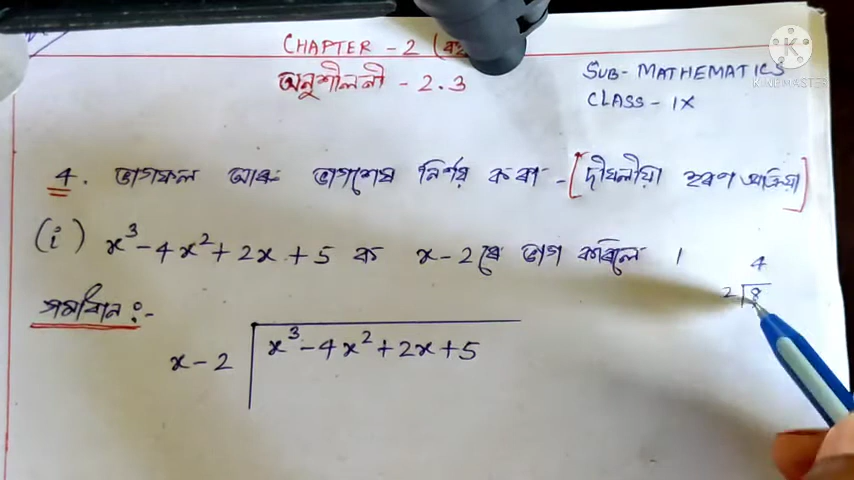 CHAPTER - 2
KINEMASTER
অনুশীলনী - 2.3
SUB- MATHEMATICS
CLASS- IX
4. ভাগফল আৰু ভাগশেষ নিৰ্ণয় কৰা -[দীঘলীয়া হৰণ প্ৰক্ৰিয়া]
(i) x³-4x²+2x+5 ক x-2ৰে ভাগ কৰিলে ।
4
2 8
সমাধান :-
x-2 x³-4x²+2x+5